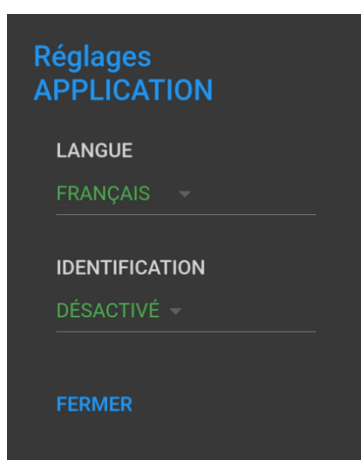 Réglages
APPLICATION
LANGUE
FRANÇAIS
IDENTIFICATION
DÉSACTIVÉ
FERMER